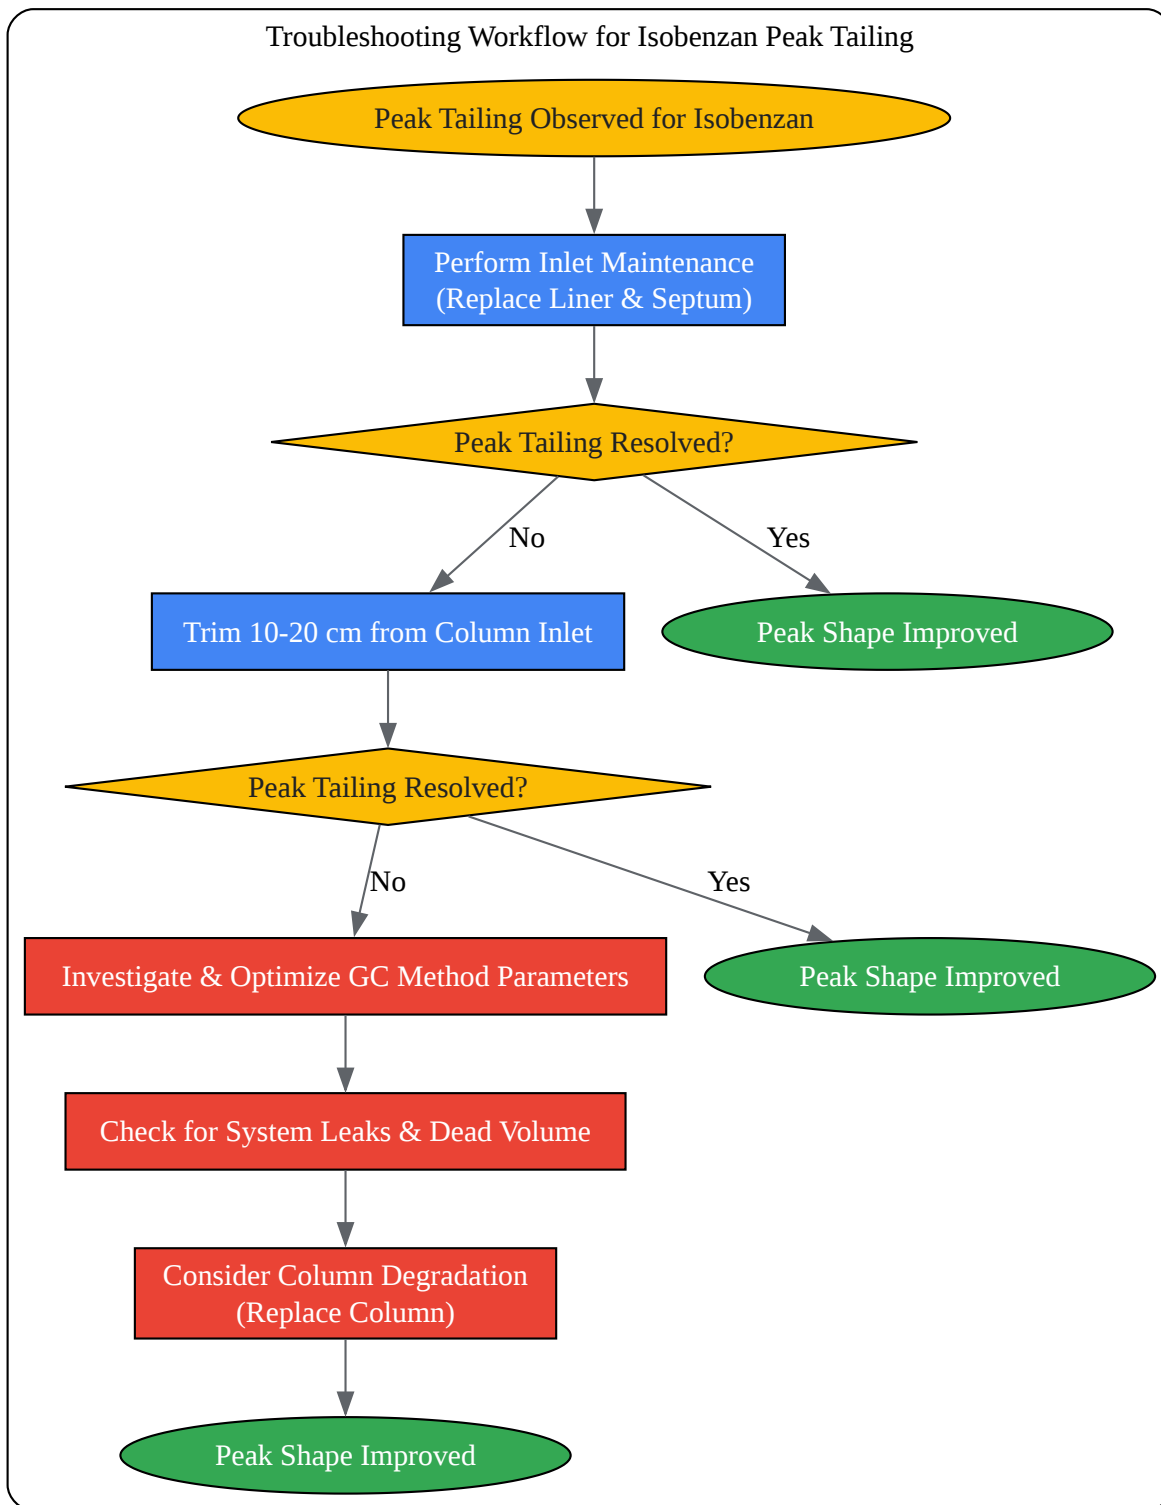 Troubleshooting Workflow for Isobenzan Peak Tailing
Peak Tailing Observed for Isobenzan
Perform Inlet Maintenance
(Replace Liner & Septum)
Peak Tailing Resolved?
No
Yes
Trim 10-20 cm from Column Inlet
Peak Shape Improved
Peak Tailing Resolved?
No
Yes
Investigate & Optimize GC Method Parameters
Peak Shape Improved
Check for System Leaks & Dead Volume
Consider Column Degradation
(Replace Column)
Peak Shape Improved